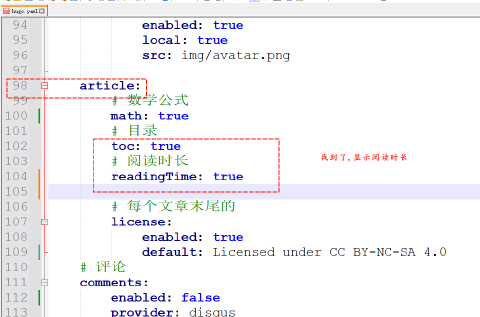 hugo.yaml
94 enabled: true
95 local: true
96 src: img/avatar.png
97
98 article:
99 # 数学公式
100 math: true
101 # 目录
102 toc: true
103 # 阅读时长
104 readingTime: true
105
106 # 每个文章末尾的
107 license:
108 enabled: true
109 default: Licensed under CC BY-NC-SA 4.0
110 # 评论
111 comments:
112 enabled: false
113 provider: disqus
找到了,显示阅读时长